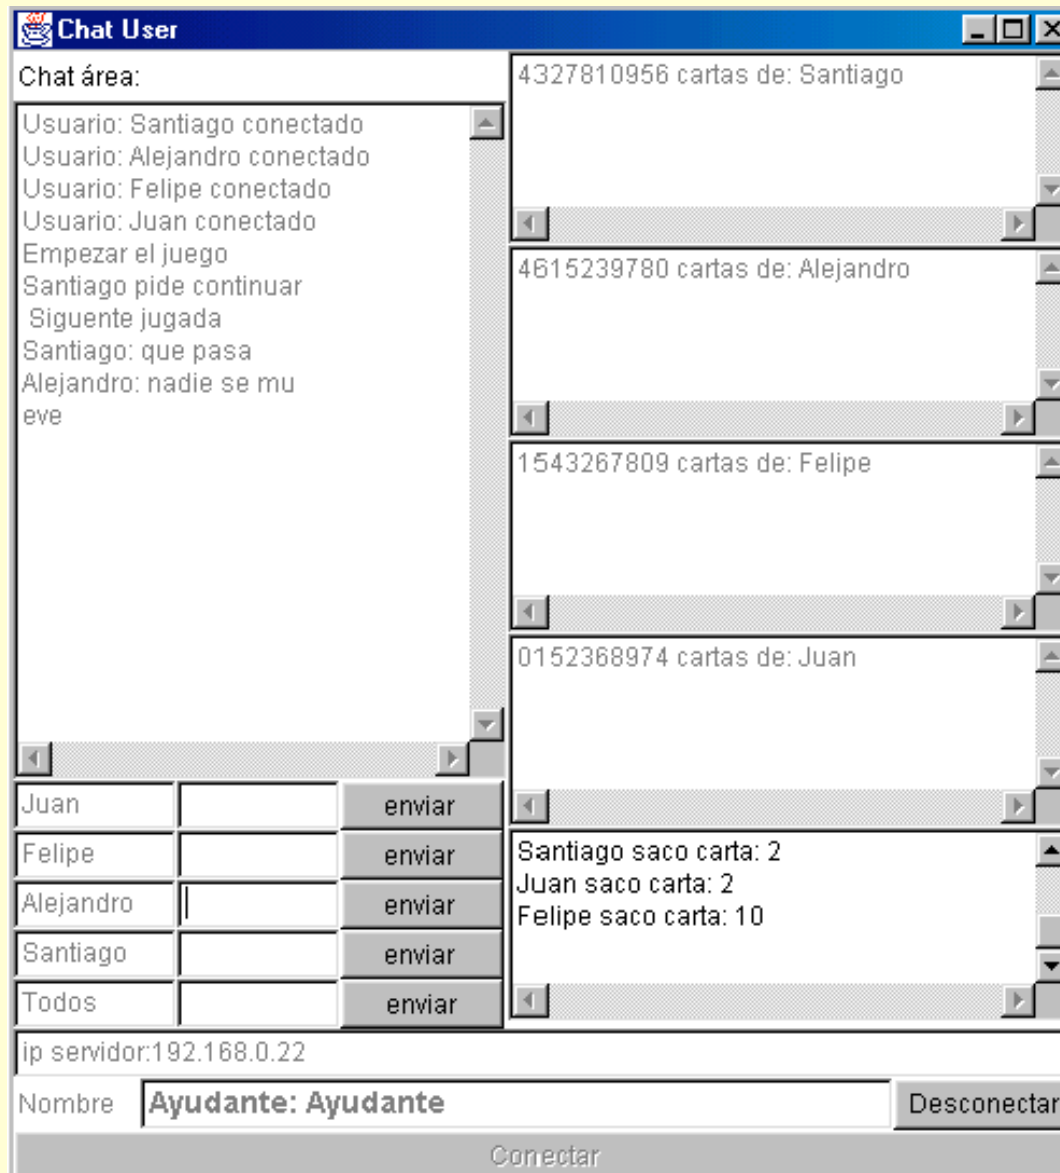 Chat User
Chat área:
Usuario: Santiago conectado
Usuario: Alejandro conectado
Usuario: Felipe conectado
Usuario: Juan conectado
Empezar el juego
Santiago pide continuar
Siguente jugada
Santiago: que pasa
Alejandro: nadie se mu
eve
4327810956 cartas de: Santiago
4615239780 cartas de: Alejandro
1543267809 cartas de: Felipe
0152368974 cartas de: Juan
Santiago saco carta: 2
Juan saco carta: 2
Felipe saco carta: 10
Juan enviar
Felipe enviar
Alejandro enviar
Santiago enviar
Todos enviar
ip servidor:192.168.0.22
Nombre Ayudante: Ayudante Desconectar
Conectar